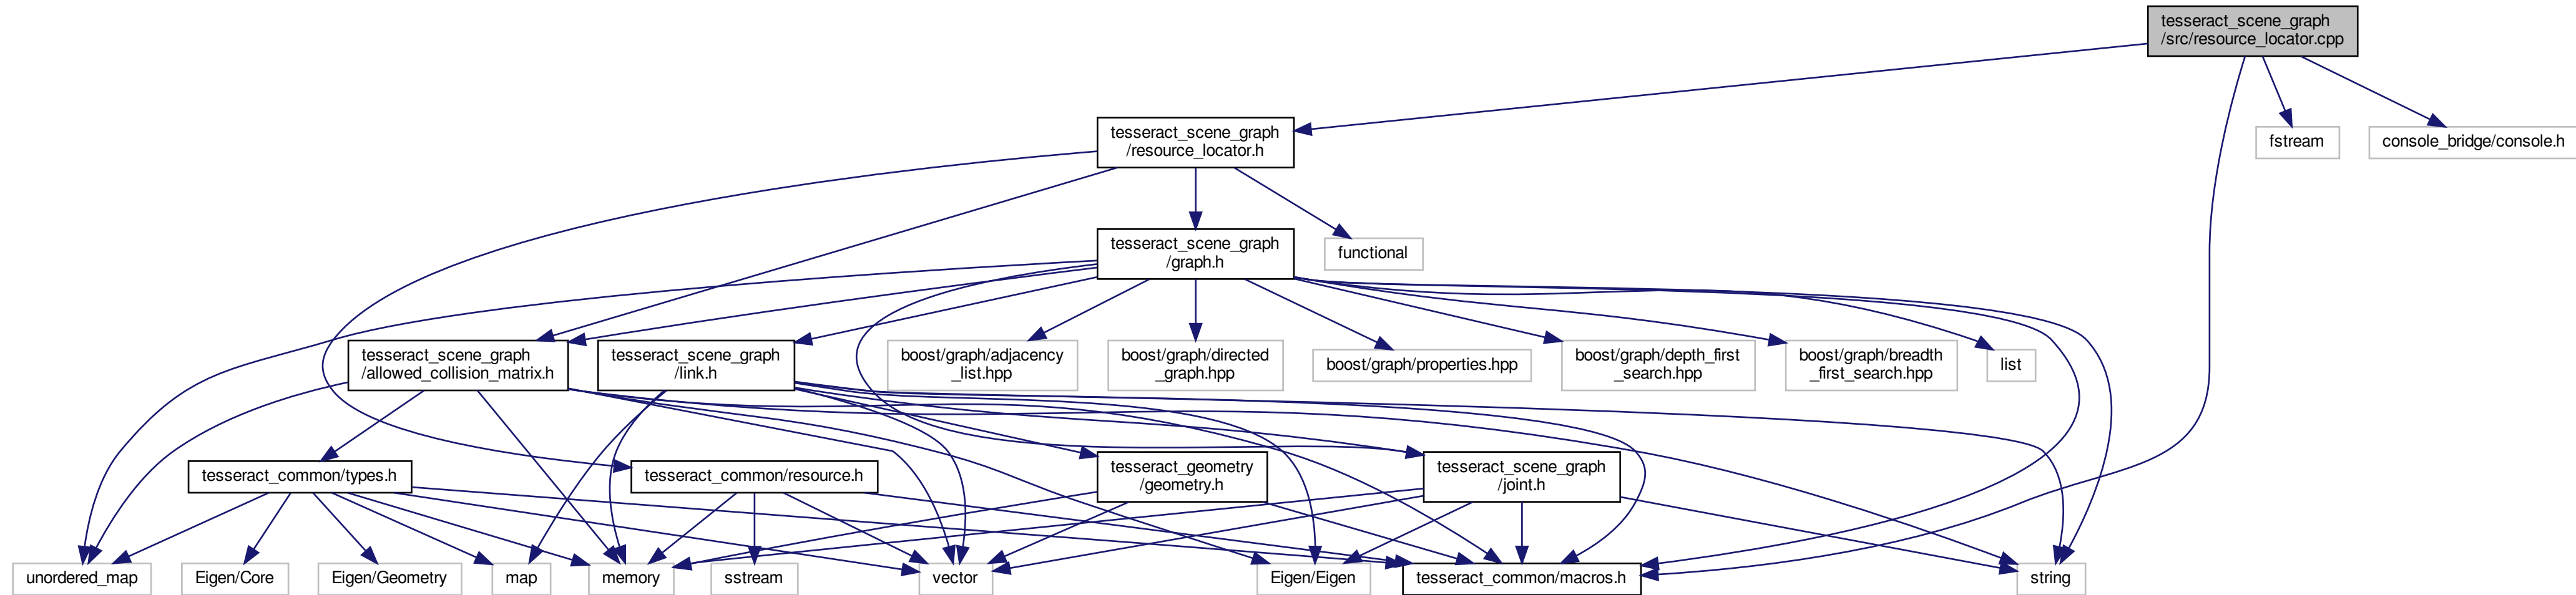 tesseract_scene_graph
/src/resource_locator.cpp
tesseract_scene_graph
/resource_locator.h
fstream
console_bridge/console.h
tesseract_scene_graph
/graph.h
functional
tesseract_scene_graph
/allowed_collision_matrix.h
tesseract_scene_graph
/link.h
boost/graph/adjacency
_list.hpp
boost/graph/directed
_graph.hpp
boost/graph/properties.hpp
boost/graph/depth_first
_search.hpp
boost/graph/breadth
_first_search.hpp
list
tesseract_common/types.h
tesseract_common/resource.h
tesseract_geometry
/geometry.h
tesseract_scene_graph
/joint.h
unordered_map
Eigen/Core
Eigen/Geometry
map
memory
sstream
vector
Eigen/Eigen
tesseract_common/macros.h
string